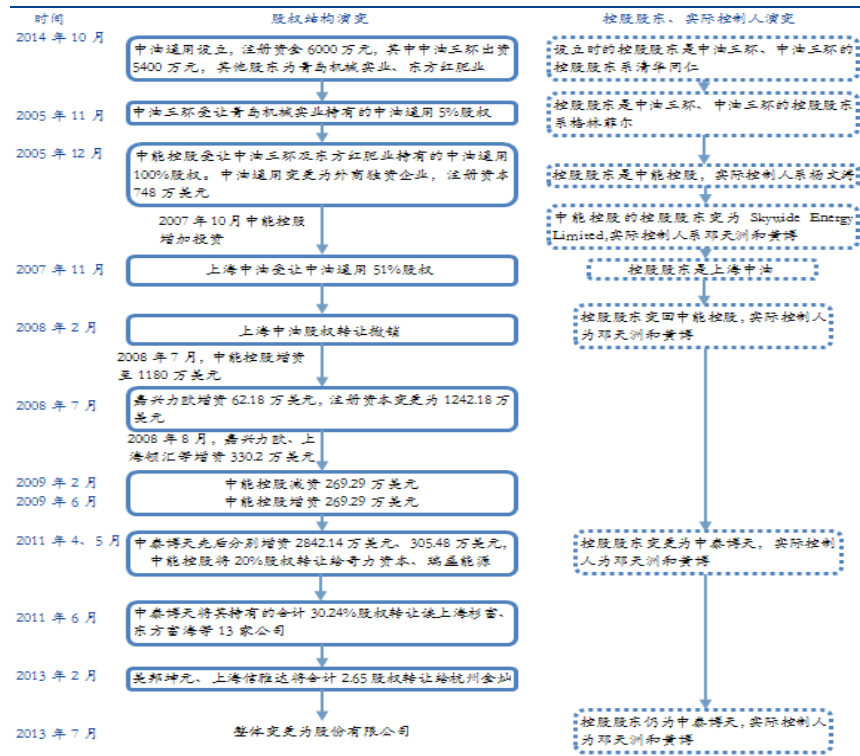 时间
股权结构演变
控股股东、实际控制人演变
2014 年 10 月
中油通用设立，注册资金 6000 万元，其中中油三环出资
5400 万元，其他股东为青岛机械实业、东方红肥业
设立时的控股股东是中油三环、中油三环的
控股股东系清华同仁
2005 年 11 月
中油三环受让青岛机械实业持有的中油通用 5%股权
控股股东是中油三环、中油三环的控股股东
系格林菲尔
2005 年 12 月
中能控股受让中油三环及东方红肥业持有的中油通用
100%股权。中油通用变更为外商独资企业，注册资本
748 万美元
控股股东是中能控股，实际控制人系杨文涛
2007 年 10 月中能控股
增加投资
中能控股的控股股东变为 Skywide Energy
Limited,实际控制人系邓天洲和黄博
2007 年 11 月
上海中油受让中油通用 51%股权
控股股东是上海中油
2008 年 2 月
上海中油股权转让撤销
控股股东变回中能控股，实际控制人
为邓天洲和黄博
2008 年 7 月，中能控股增资
至 1180 万美元
2008 年 7 月
嘉兴力欧增资 62.18 万美元，注册资本变更为 1242.18 万
美元
2008 年 8 月，嘉兴力欧、上
海领汇等增资 330.2 万美元
2009 年 2 月
中能控股减资 269.29 万美元
2009 年 6 月
中能控股增资 269.29 万美元
2011 年 4、5 月
中泰博天先后分别增资 2842.14 万美元、305.48 万美元，
中能控股将 20%股权转让给奇力资本、瑞盛能源
控股股东变更为中泰博天，实际控制
人为邓天洲和黄博
2011 年 6 月
中泰博天将其持有的合计 30.24%股权转让该上海杉富、
东方富海等 13 家公司
2013 年 2 月
美邦坤元、上海信雅达将合计 2.65 股权转让给杭州金灿
2013 年 7 月
整体变更为股份有限公司
控股股东仍为中泰博天，实际控制人
为邓天洲和黄博